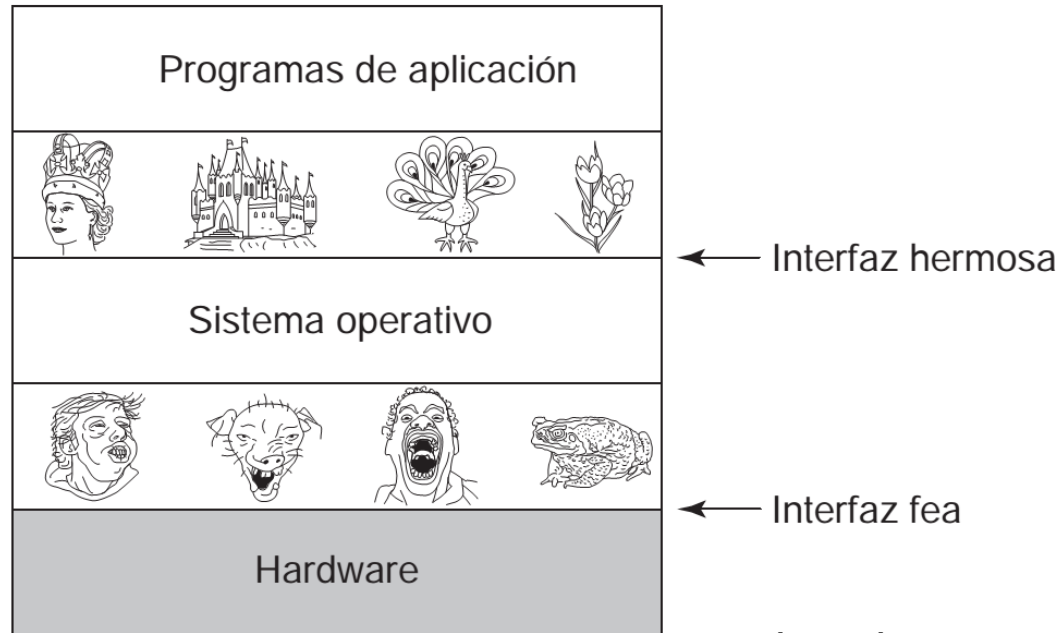 Programas de aplicación
Interfaz hermosa
Sistema operativo
Interfaz fea
Hardware